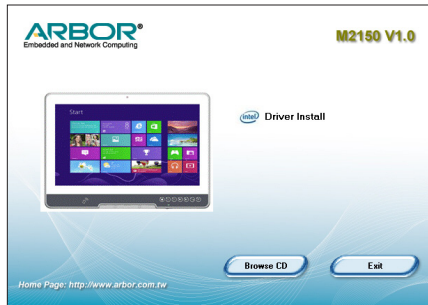 ARBOR®
Embedded and Network Computing
M2150 V1.0
Start
intel Driver Install
Browse CD
Exit
Home Page: http://www.arbor.com.tw